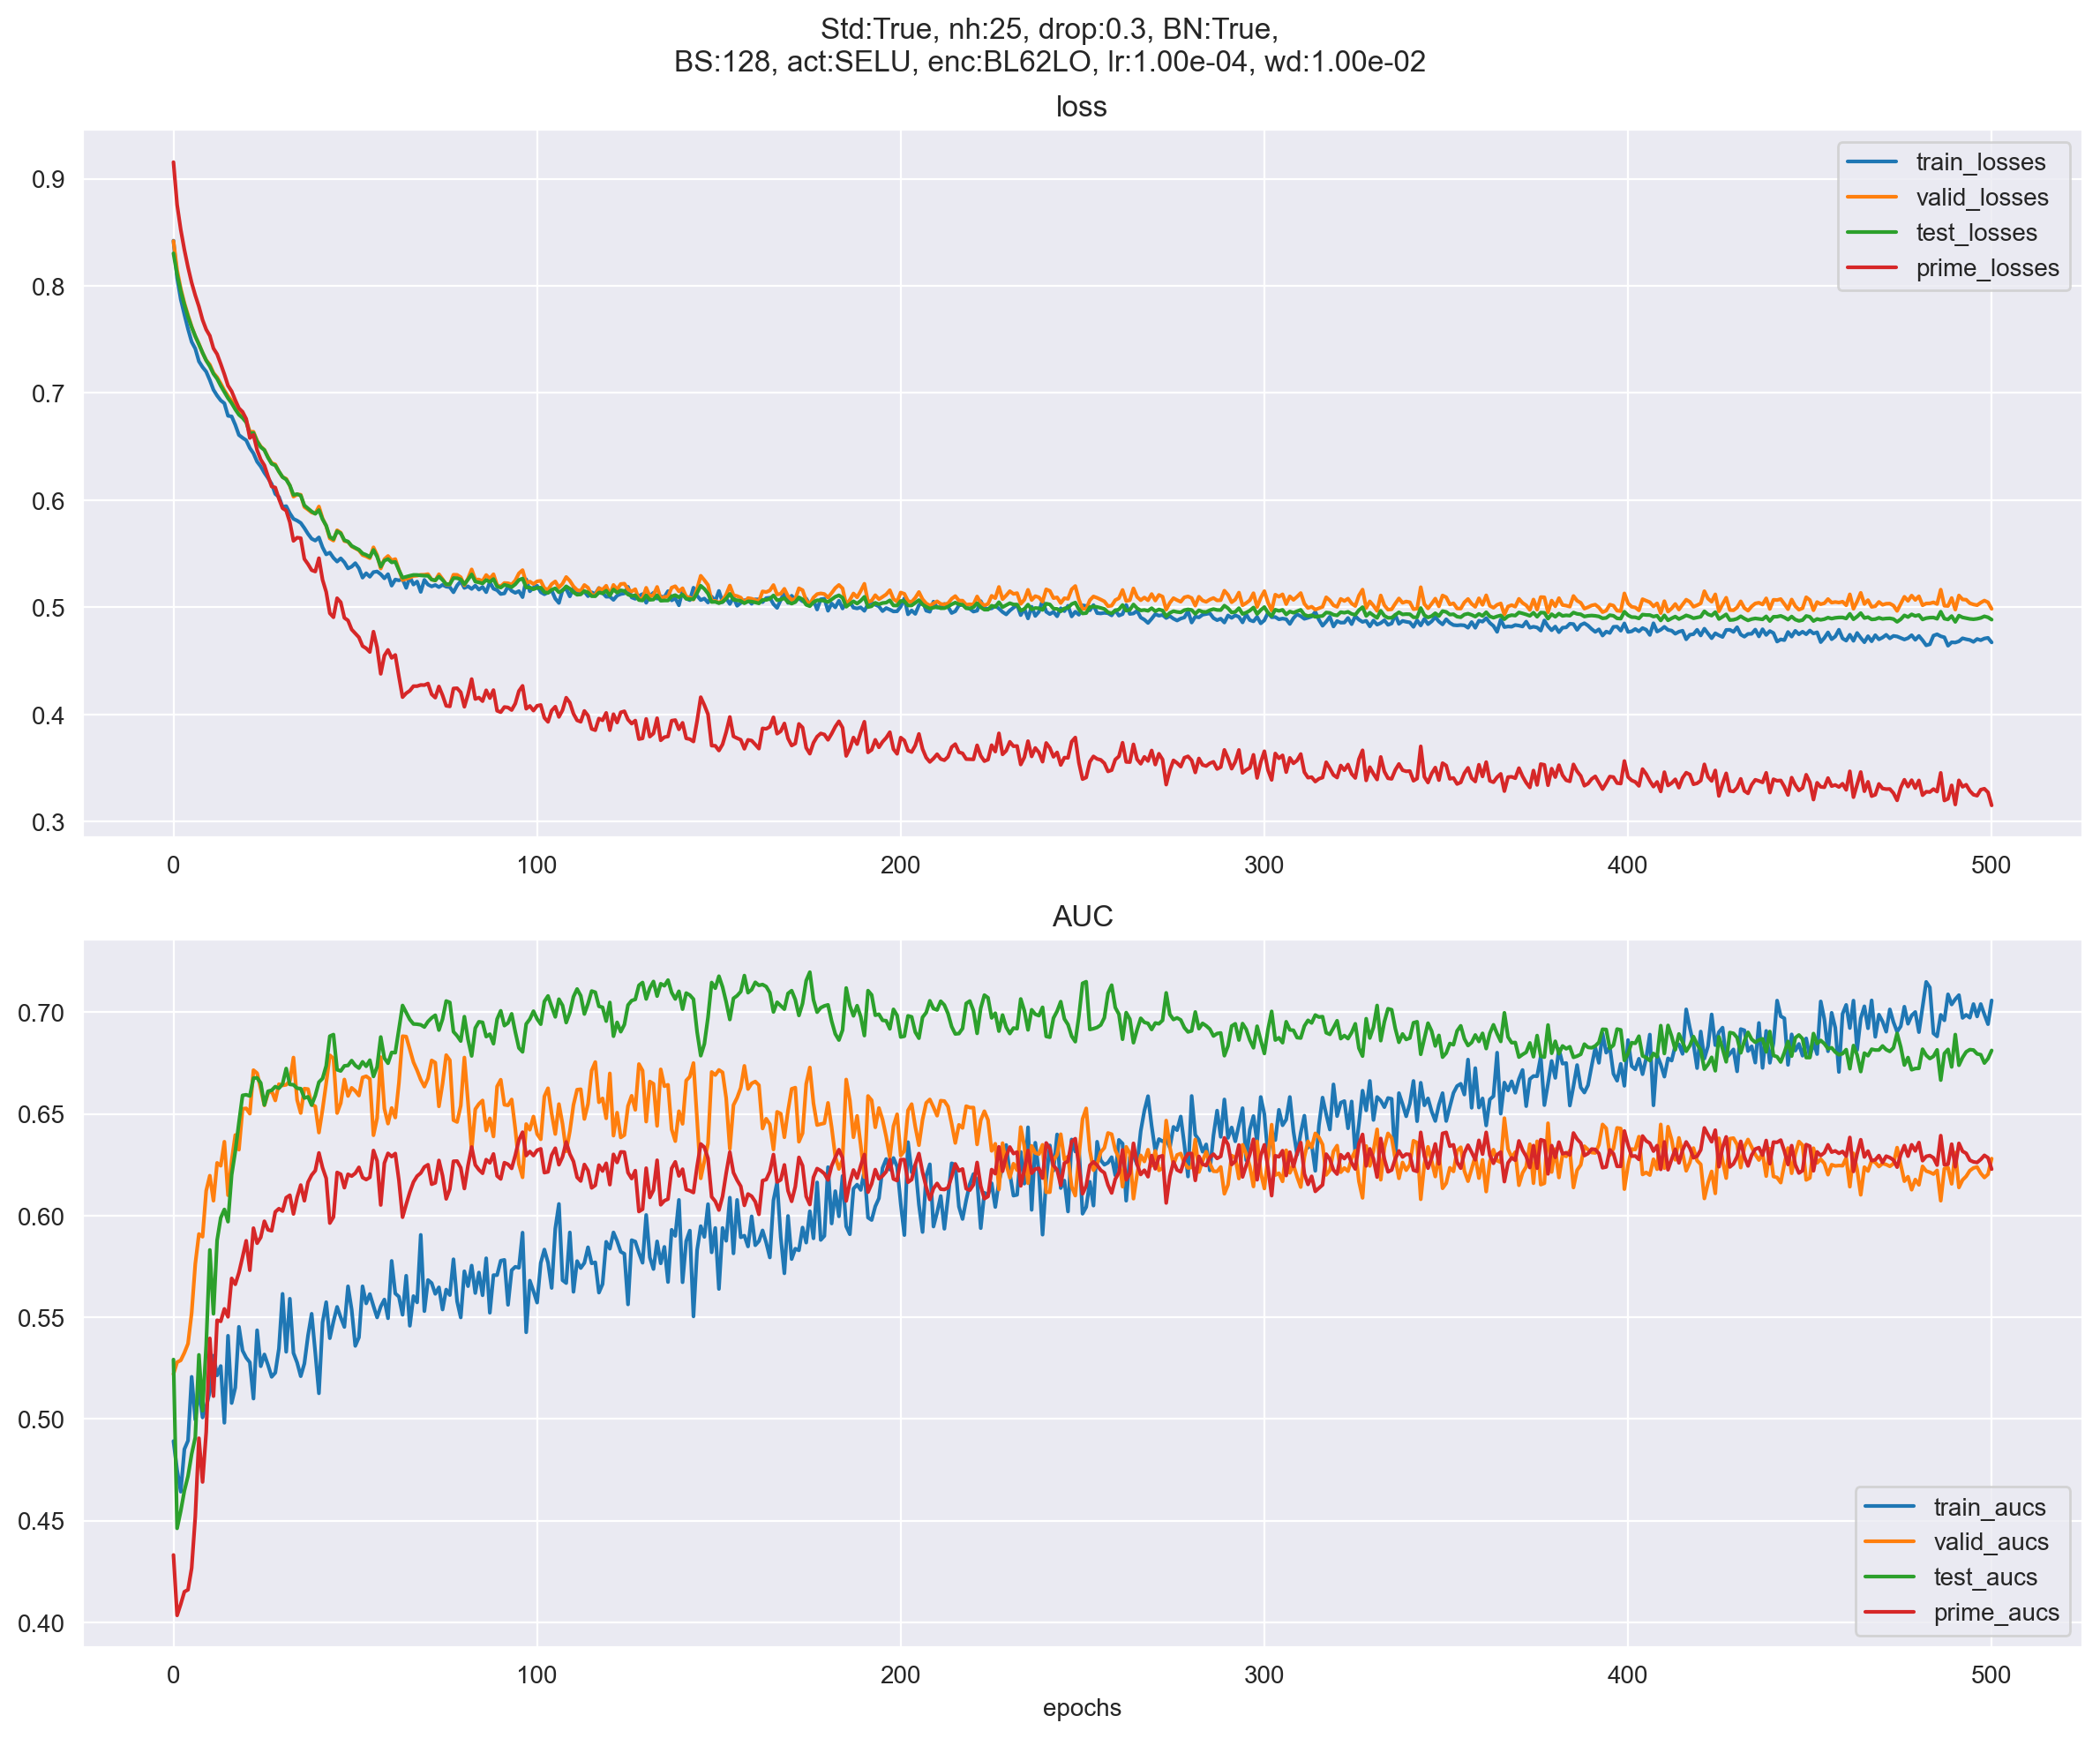 Std:True, nh:25, drop:0.3, BN:True,
BS:128, act:SELU, enc:BL62LO, lr:1.00e-04, wd:1.00e-02
loss
train_losses
valid_losses
test_losses
prime_losses
0.9
0.8
0.7
0.6
0.5
0.4
0.3
0 100 200 300 400 500
AUC
0.70
0.65
0.60
0.55
0.50
0.45
0.40
train_aucs
valid_aucs
test_aucs
prime_aucs
0 100 200 300 400 500
epochs